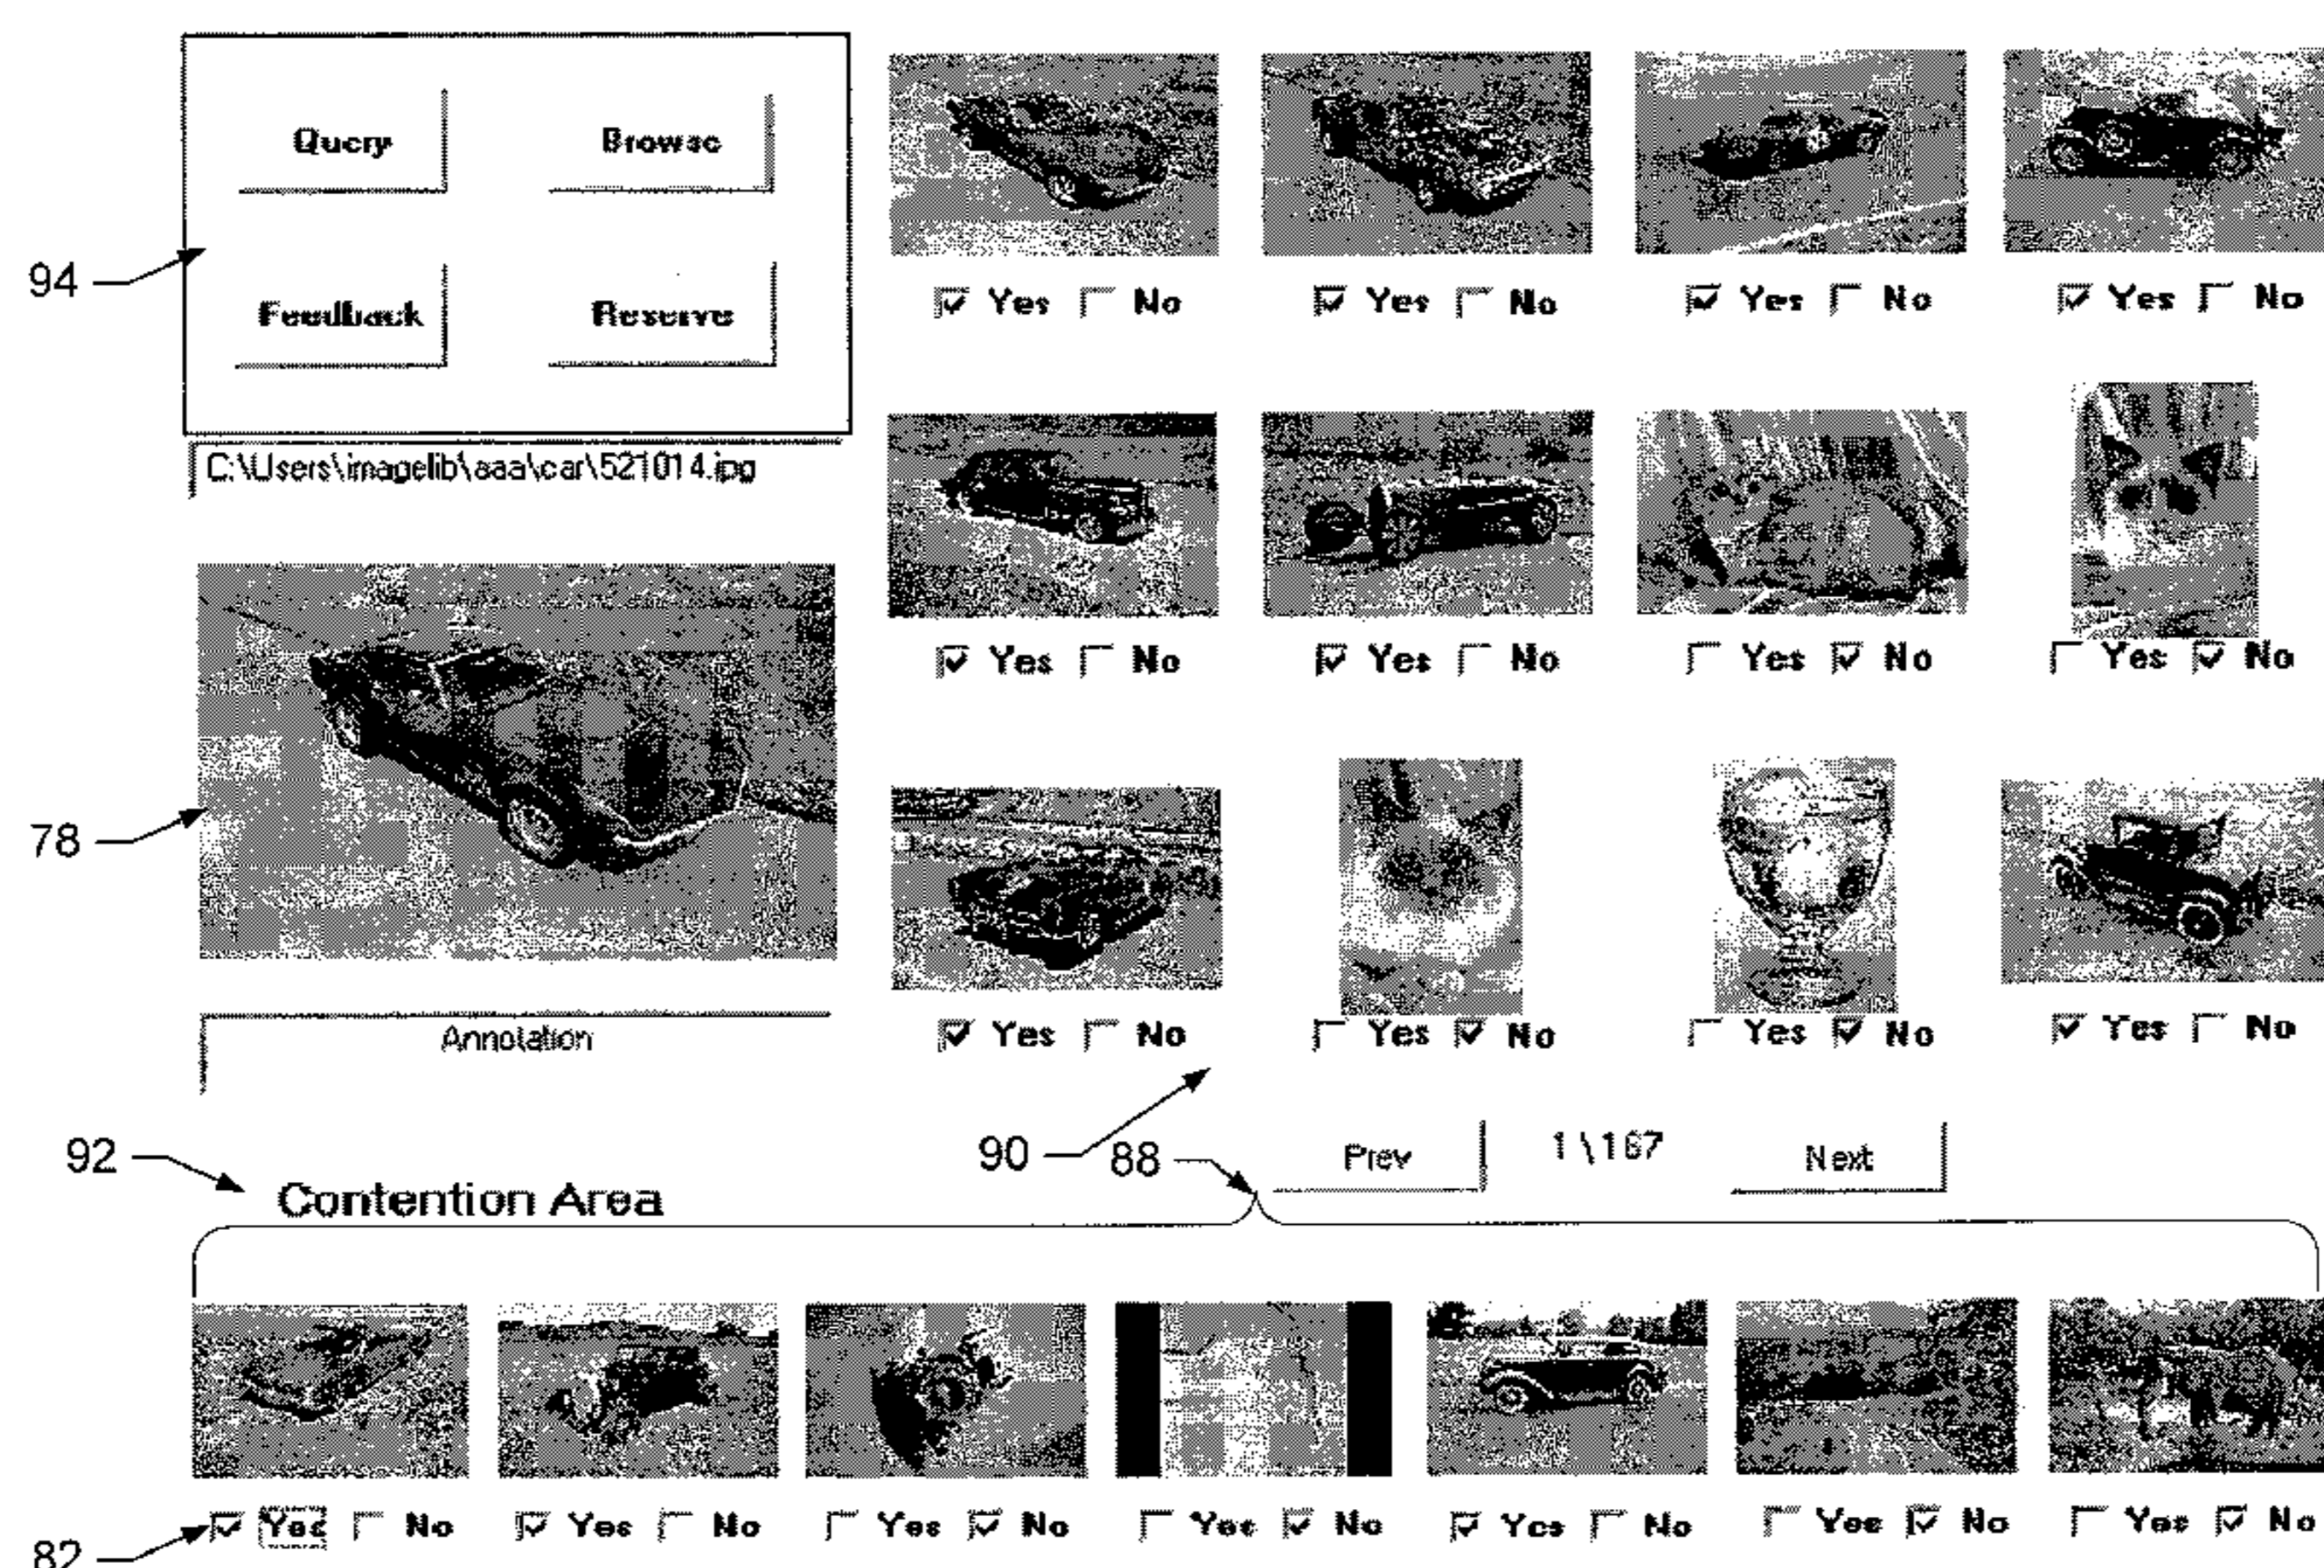 Query Browse
94
Feedback Reserve
Yes No Yes No Yes No Yes No
C:\Users\imagelib\aaa\car\521014.jpg
Yes No Yes No Yes No Yes No
78
Annotation
Yes No Yes No Yes No Yes No
92 90 88 Prev 1\167 Next
Contention Area
82 Yes No Yes No Yes No Yes No Yes No Yes No Yes No